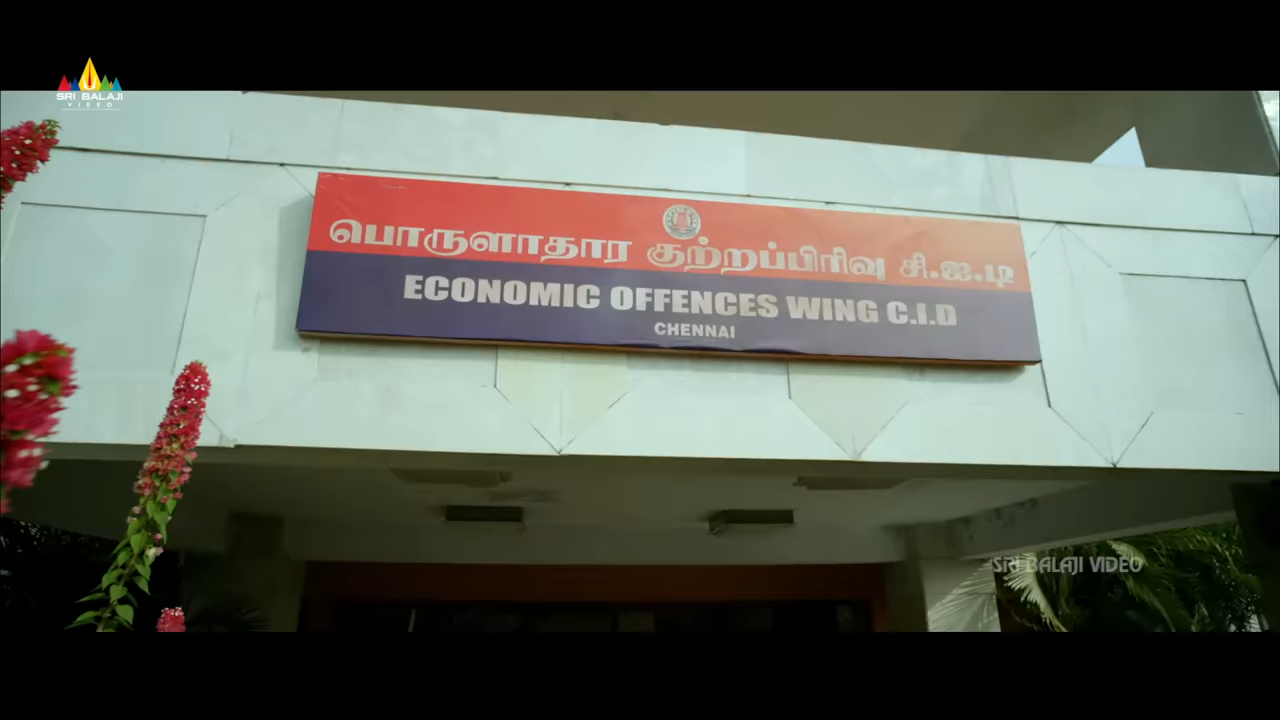 SRI BALAJI
VIDEO
பொருளாதார குற்றப்பிரிவு சி.ஐ.டி
ECONOMIC OFFENCES WING C.I.D
CHENNAI
SRI BALAJI VIDEO